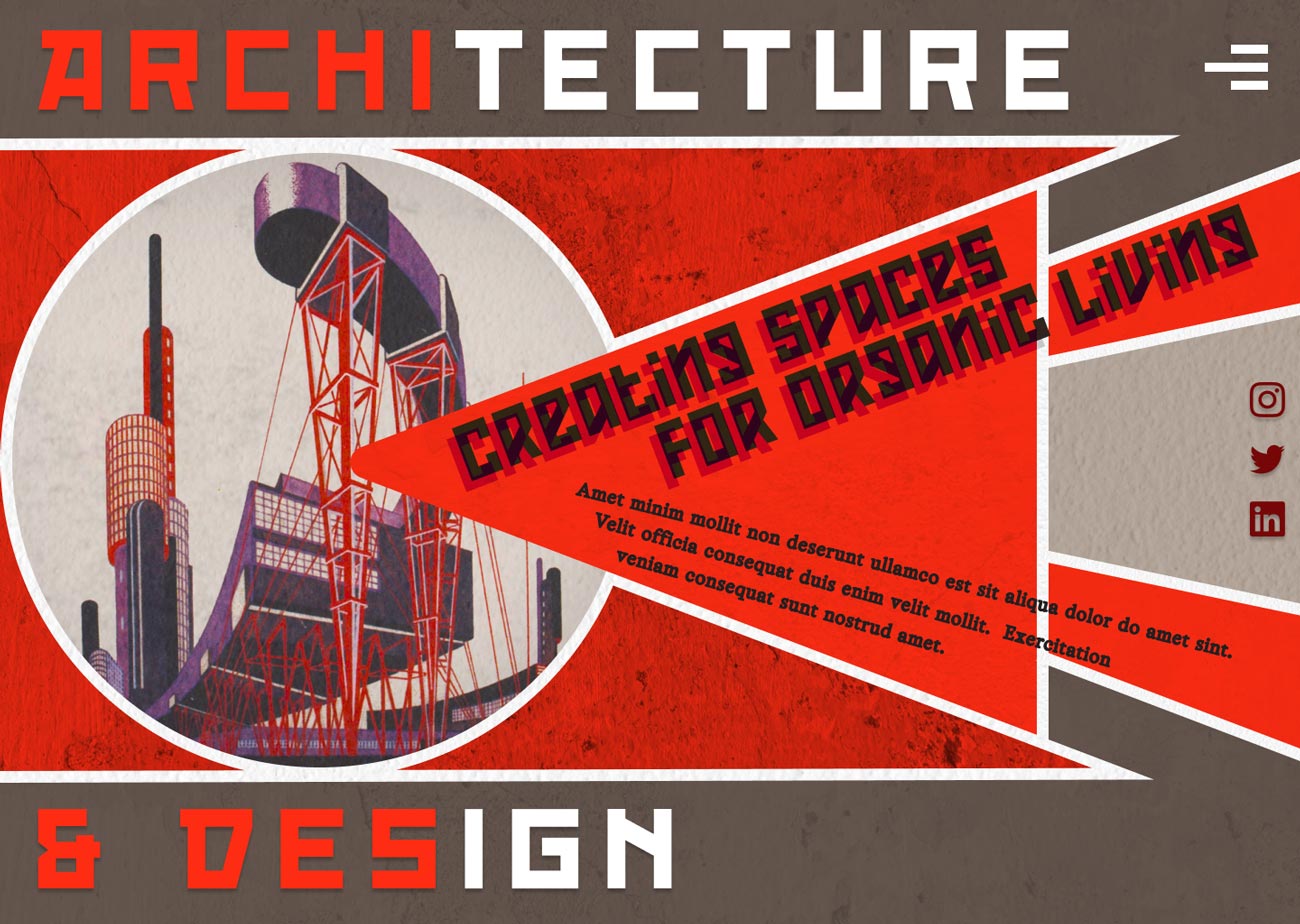 ARCHITECTURE
CREATING SPACES
FOR ORGANIC LIVING
Amet minim mollit non deserunt ullamco est sit aliqua dolor do amet sint.
Velit officia consequat duis enim velit mollit. Exercitation
veniam consequat sunt nostrud amet.
in
& DESIGN